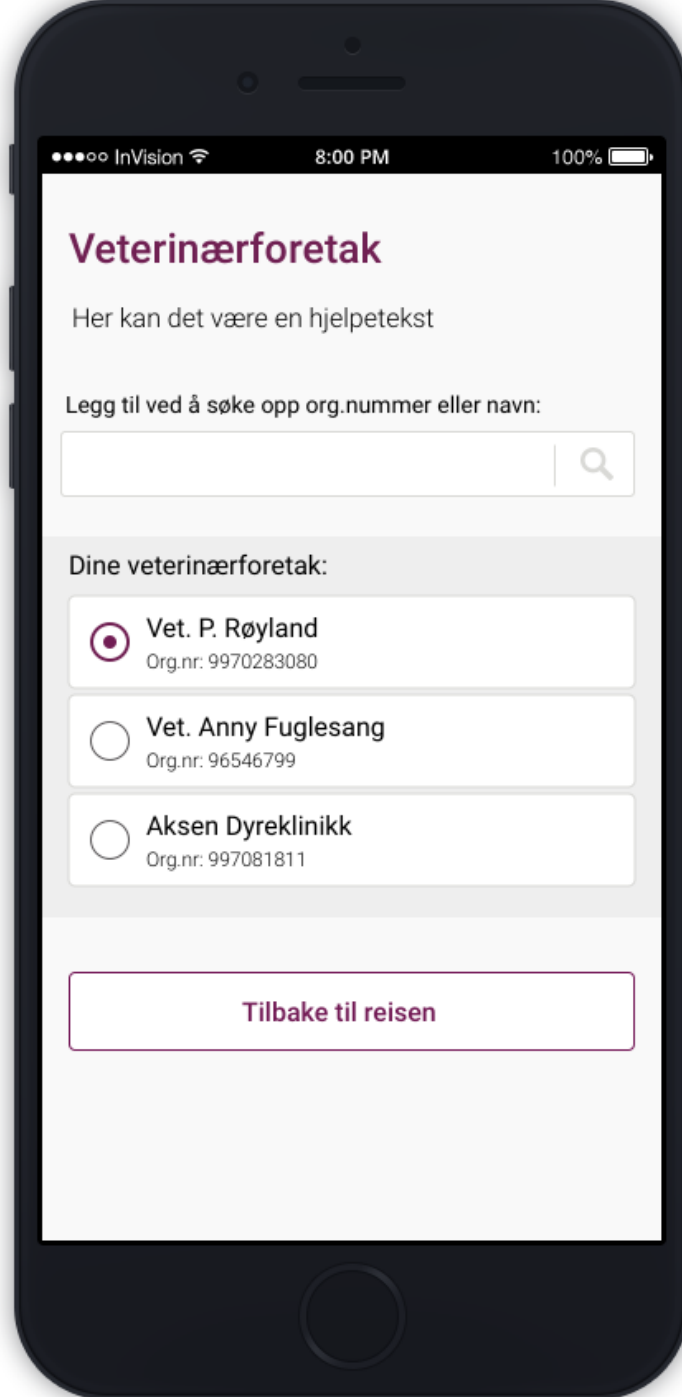 InVision 8:00 PM 100%
Veterinærforetak
Her kan det være en hjelpetekst
Legg til ved å søke opp org.nummer eller navn:
Dine veterinærforetak:
Vet. P. Røyland
Org.nr: 9970283080
Vet. Anny Fuglesang
Org.nr: 96546799
Aksen Dyreklinikk
Org.nr: 997081811
Tilbake til reisen